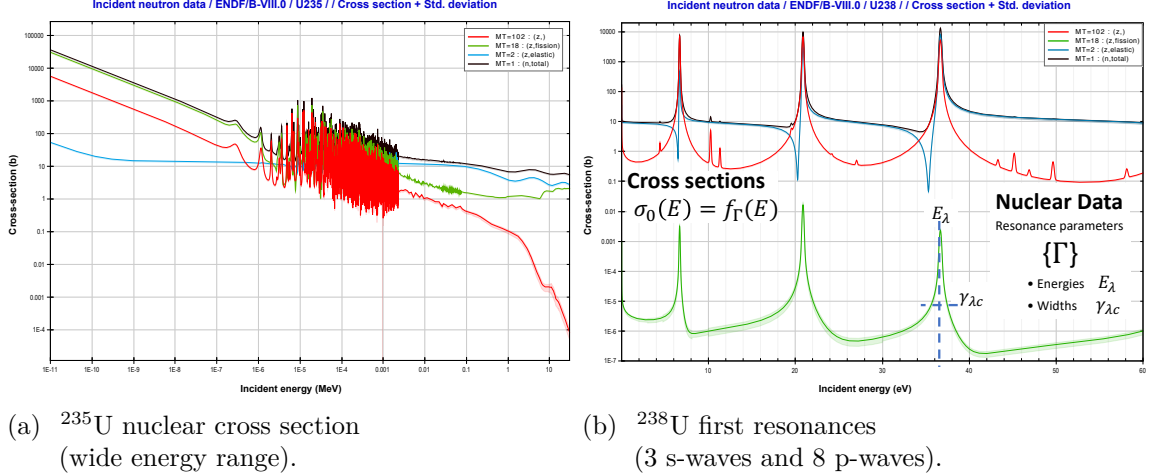 Incident neutron data / ENDF/B-VIII.0 / U235 / / Cross section + Std. deviation
MT=102 : (z,)
MT=18 : (z,fission)
MT=2 : (z,elastic)
MT=1 : (n,total)
Cross-section (b)
100000
10000
1000
100
10
1
0.1
0.01
0.001
1E-4
1E-11
1E-10
1E-9
1E-8
1E-7
1E-6
1E-5
1E-4
0.001
0.01
0.1
1
10
Incident energy (MeV)
(a) ²³⁵U nuclear cross section
(wide energy range).
Incident neutron data / ENDF/B-VIII.0 / U238 / / Cross section + Std. deviation
MT=102 : (z,)
MT=18 : (z,fission)
MT=2 : (z,elastic)
MT=1 : (n,total)
Cross-section (b)
10000
1000
100
10
1
0.1
0.01
0.001
1E-4
1E-5
1E-6
1E-7
Cross sections
σ₀(E) = f_Γ(E)
E_λ
γ_λc
Nuclear Data
Resonance parameters
{Γ}
• Energies E_λ
• Widths γ_λc
10
20
30
40
50
60
Incident energy (eV)
(b) ²³⁸U first resonances
(3 s-waves and 8 p-waves).